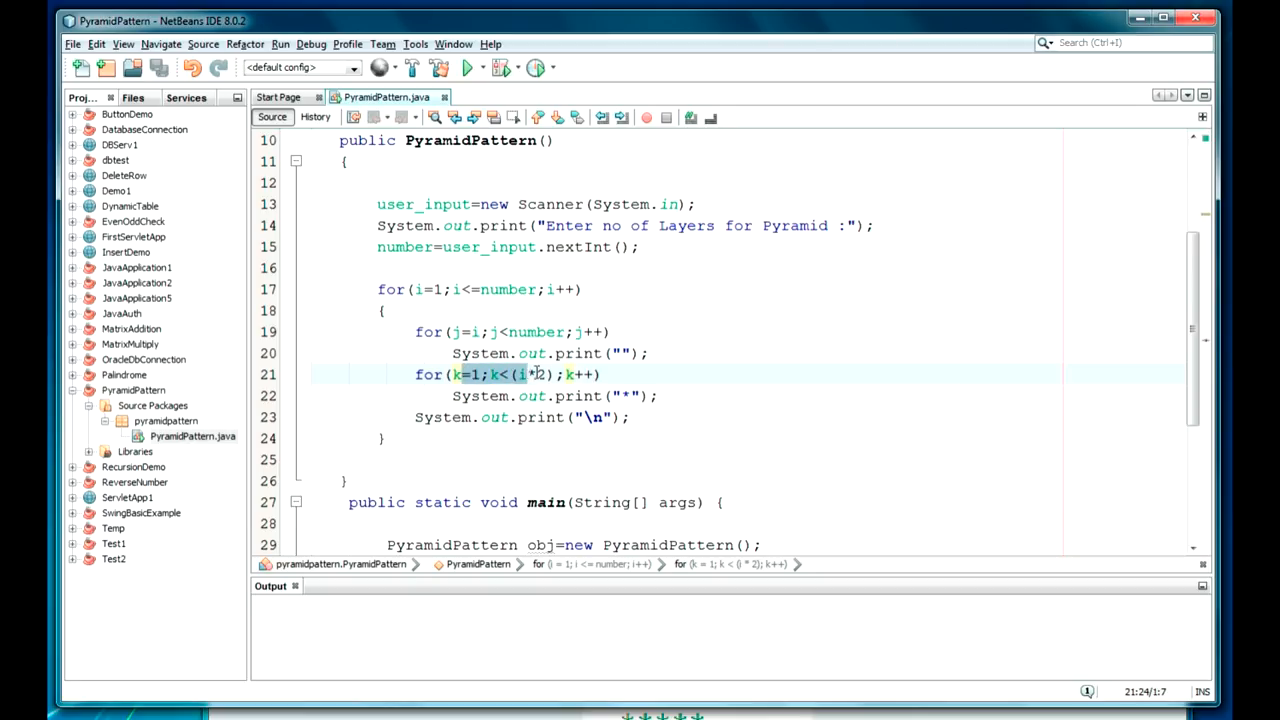 PyramidPattern - NetBeans IDE 8.0.2
File Edit View Navigate Source Refactor Run Debug Profile Team Tools Window Help
Search (Ctrl+I)
<default config>
Proj... Files Services
Start Page PyramidPattern.java
Source History
ButtonDemo
DatabaseConnection
DBServ1
dbtest
DeleteRow
Demo1
DynamicTable
EvenOddCheck
FirstServletApp
InsertDemo
JavaApplication1
JavaApplication2
JavaApplication5
JavaAuth
MatrixAddition
MatrixMultiply
OracleDbConnection
Palindrome
PyramidPattern
Source Packages
pyramidpattern
PyramidPattern.java
Libraries
RecursionDemo
ReverseNumber
ServletApp1
SwingBasicExample
Temp
Test1
Test2
10 public PyramidPattern()
11 {
12
13 user_input=new Scanner(System.in);
14 System.out.print("Enter no of Layers for Pyramid :");
15 number=user_input.nextInt();
16
17 for(i=1;i<=number;i++)
18 {
19 for(j=i;j<number;j++)
20 System.out.print("");
21 for(k=1;k<(i*2);k++)
22 System.out.print("*");
23 System.out.print("\n");
24 }
25
26 }
27 public static void main(String[] args) {
28
29 PyramidPattern obj=new PyramidPattern();
pyramidpattern.PyramidPattern PyramidPattern for (i = 1; i <= number; i++) for (k = 1; k < (i * 2); k++)
Output
1 21:24/1:7 INS